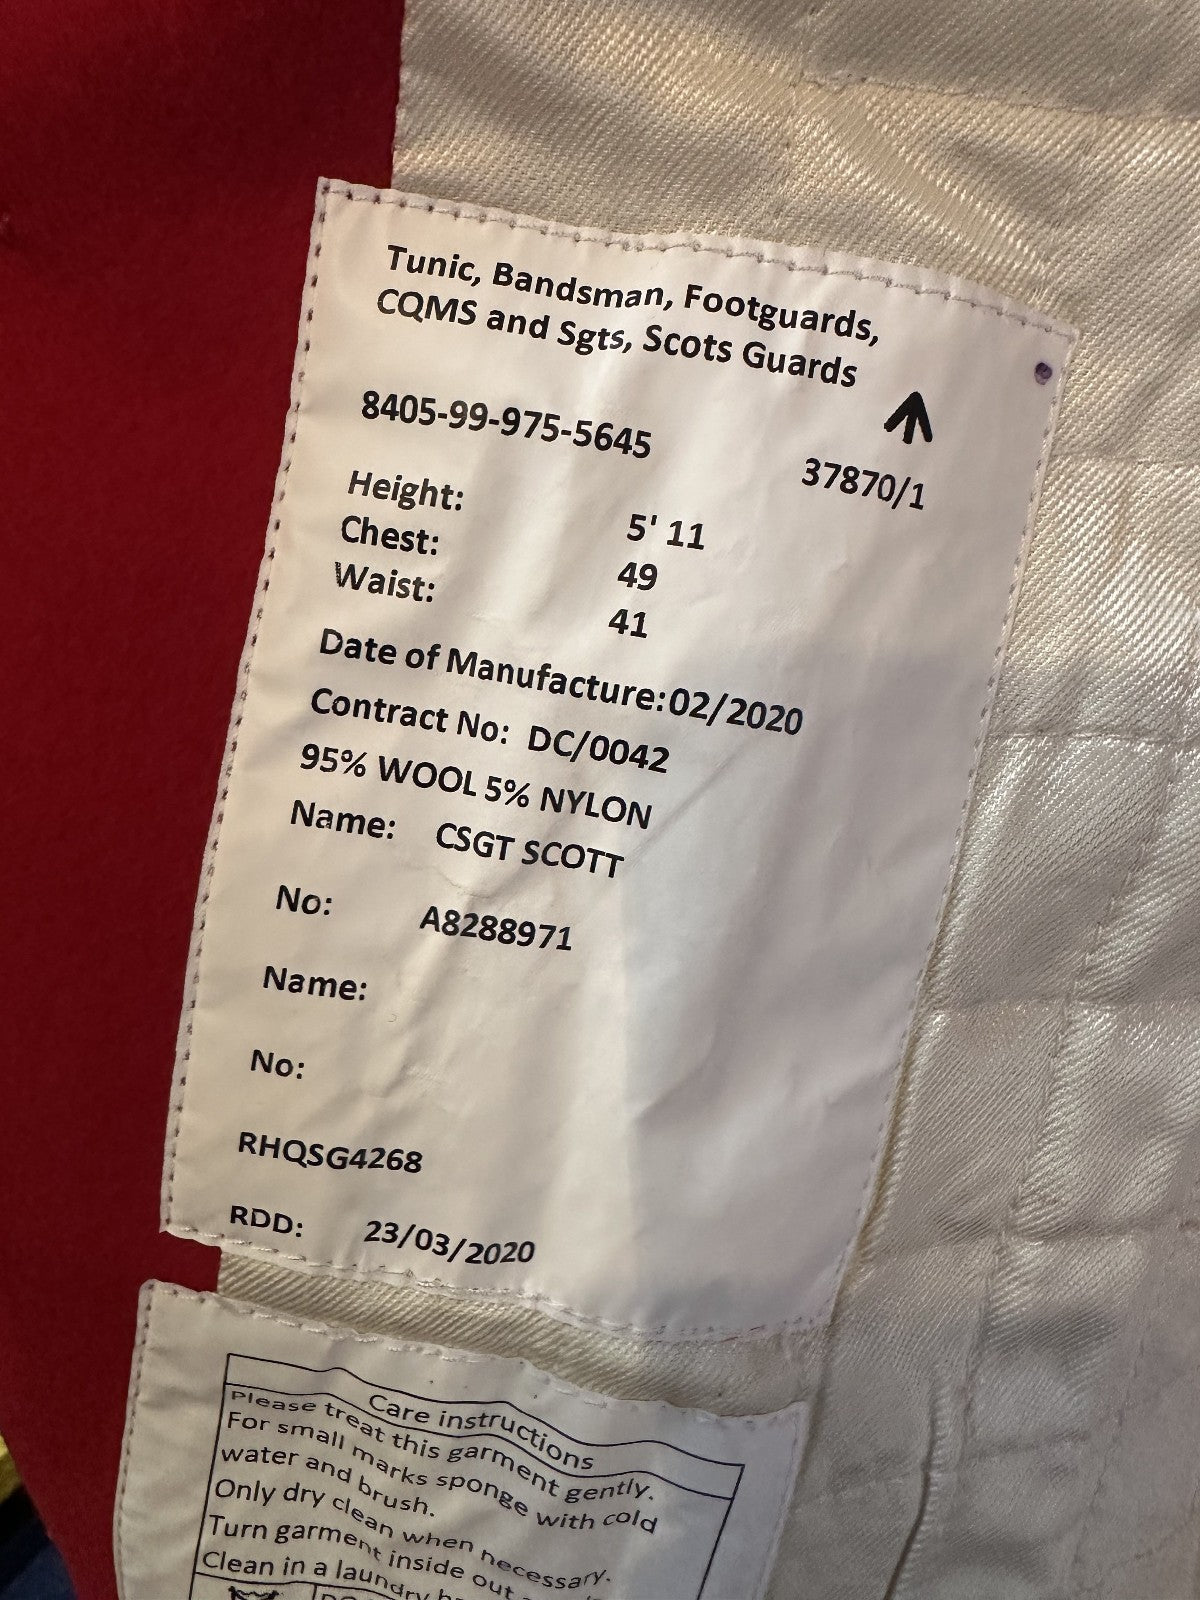 Tunic, Bandsman, Footguards,
CQMS and Sgts, Scots Guards
8405-99-975-5645
37870/1
Height: 5' 11
Chest: 49
Waist: 41
Date of Manufacture:02/2020
Contract No: DC/0042
95% WOOL 5% NYLON
Name: CSGT SCOTT
No: A8288971
Name:
No:
RHQSG4268
RDD: 23/03/2020
Care instructions
Please treat this garment gently.
For small marks sponge with cold
water and brush.
Only dry clean when necessary.
Turn garment inside out
Clean in a laundry